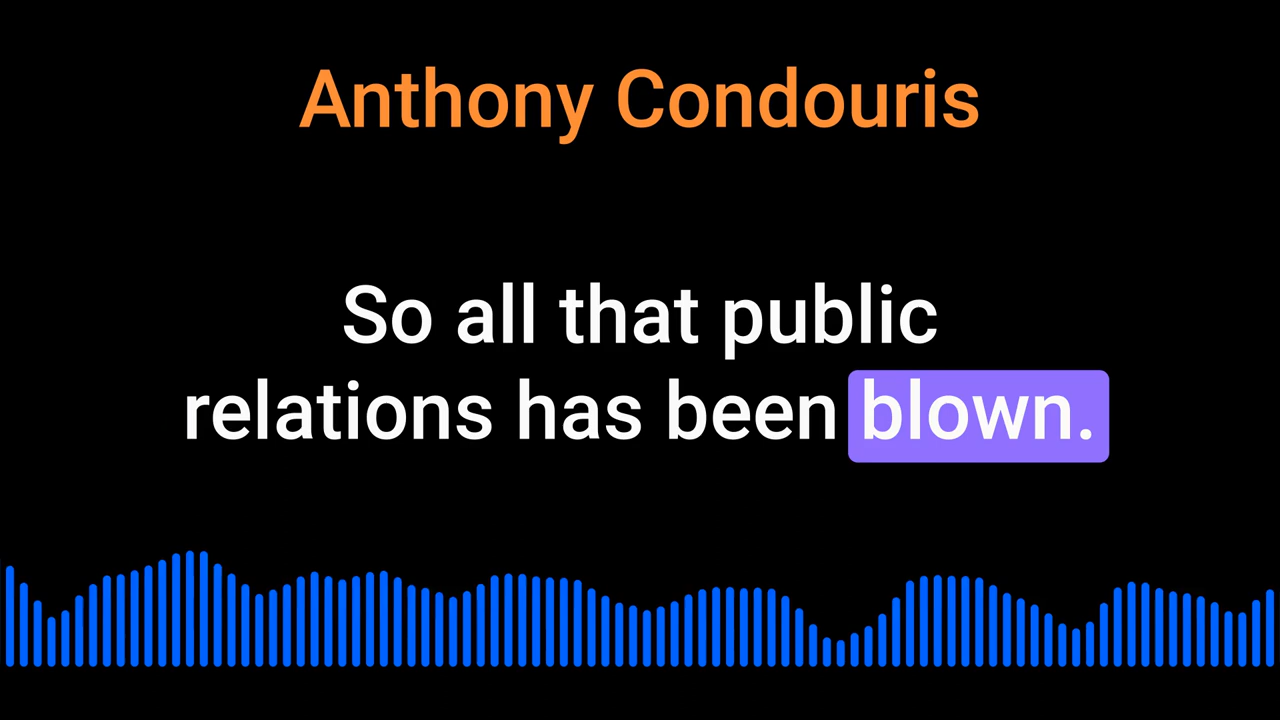 Anthony Condouris
So all that public
relations has been blown.